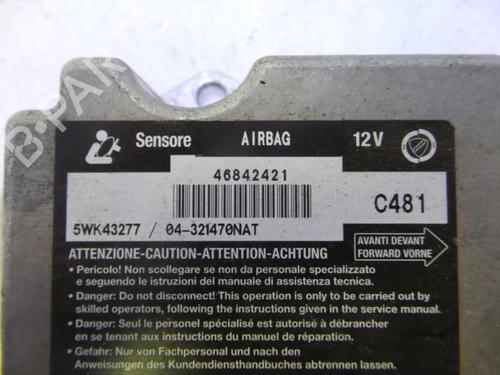 Sensore AIRBAG 12V
46842421
C481
5WK43277 / 04-321470NAT
AVANTI DEVANT
FORWARD VORNE
ATTENZIONE-CAUTION-ATTENTION-ACHTUNG
• Pericolo! Non scollegare se non da personale specializzato
e seguendo le istruzioni del manuale di assistenza tecnica.
• Danger: Do not disconnect! This operation is only to be carried out by
skilled operators, following the instructions given in the service manual.
• Danger: Seul le personel spécialisé est autorisé à débrancher
en se tenant aux instructions du manuel de réparation.
• Gefahr: Nur von Fachpersonal und nach den
Anweisungen des Kundendiensthandbuches abtrennen lassen.
B-PARTS